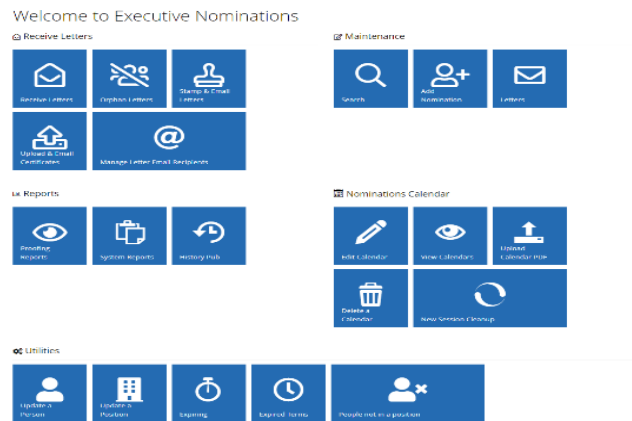 Welcome to Executive Nominations
Receive Letters
Receive Letters
Orphan Letters
Stamp & Email
Letters
Upload & Email
Certificates
Manage Letter Email Recipients
Maintenance
Search
Add
Nomination
Letters
Reports
Proofing
Reports
System Reports
History Pub
Nominations Calendar
Edit Calendar
View Calendars
Upload
Calendar PDF
Delete a
Calendar
New Session Cleanup
Utilities
Update a
Person
Update a
Position
Expiring
Expired Terms
People not in a position